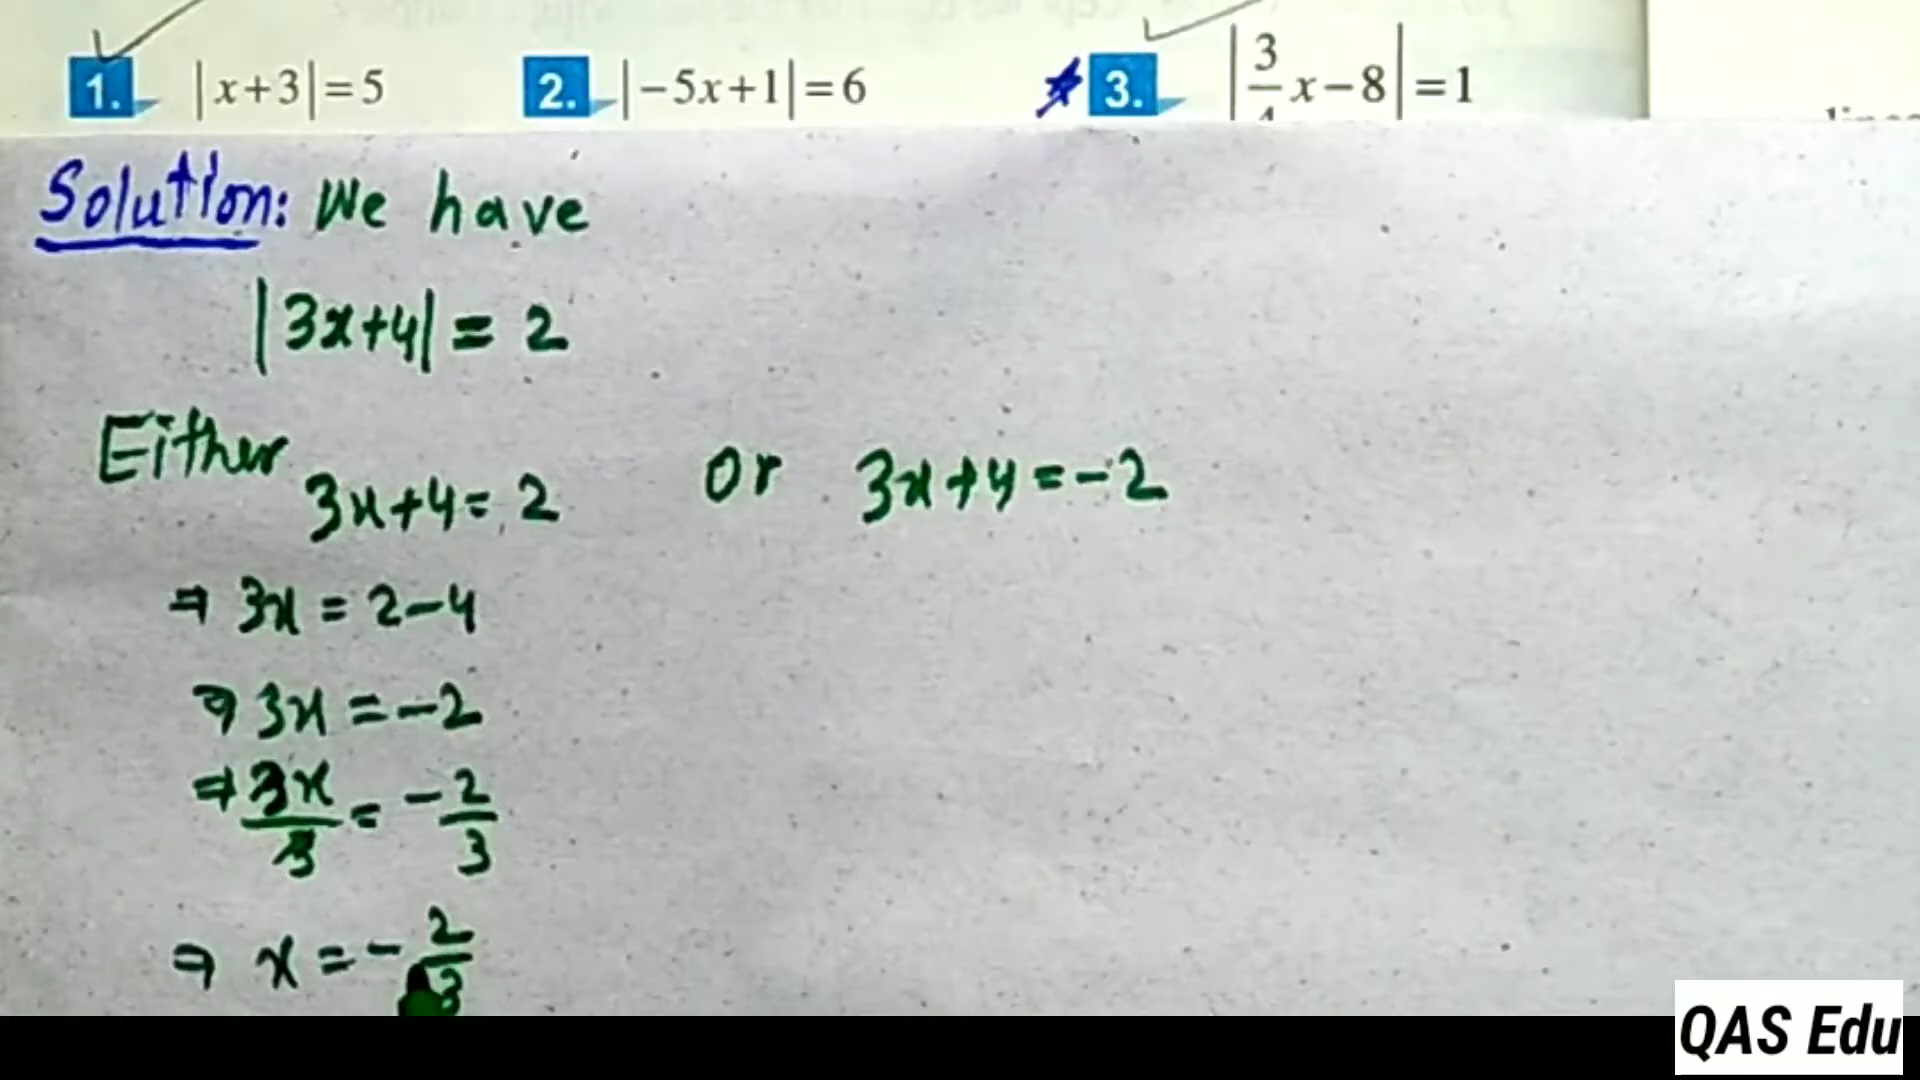 1. |x+3|=5 2. |-5x+1|=6 3. |3/4 x-8|=1
Solution: We have
|3x+4| = 2
Either 3x+4 = 2 Or 3x+4 = -2
⇒ 3x = 2-4
⇒ 3x = -2
⇒ 3x/3 = -2/3
⇒ x = -2/3
QAS Edu